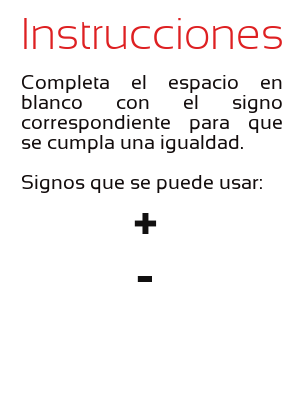 Instrucciones
Completa el espacio en
blanco con el signo
correspondiente para que
se cumpla una igualdad.
Signos que se puede usar:
+
-